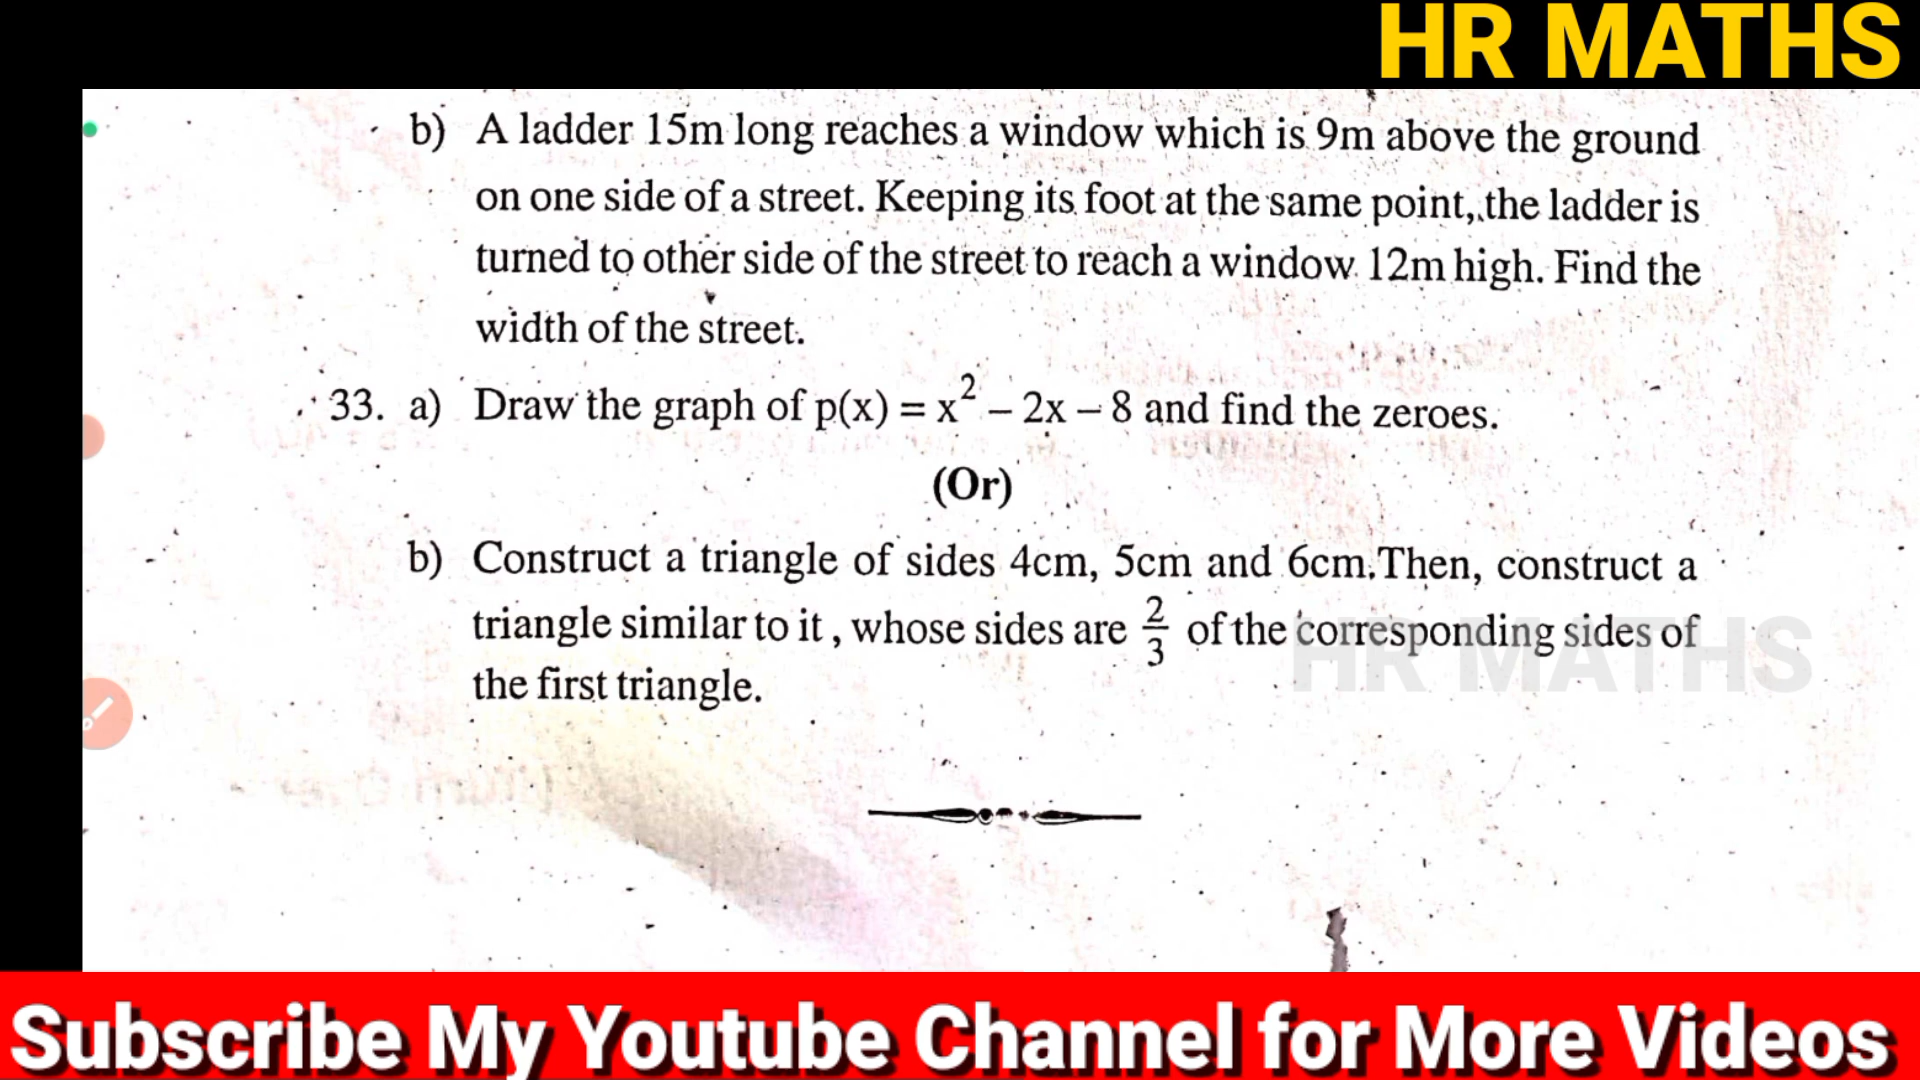 HR MATHS
b) A ladder 15m long reaches a window which is 9m above the ground
on one side of a street. Keeping its foot at the same point, the ladder is
turned to other side of the street to reach a window 12m high. Find the
width of the street.
33. a) Draw the graph of p(x) = x² – 2x – 8 and find the zeroes.
(Or)
b) Construct a triangle of sides 4cm, 5cm and 6cm. Then, construct a
triangle similar to it , whose sides are 2/3 of the corresponding sides of
the first triangle.
HR MATHS
Subscribe My Youtube Channel for More Videos